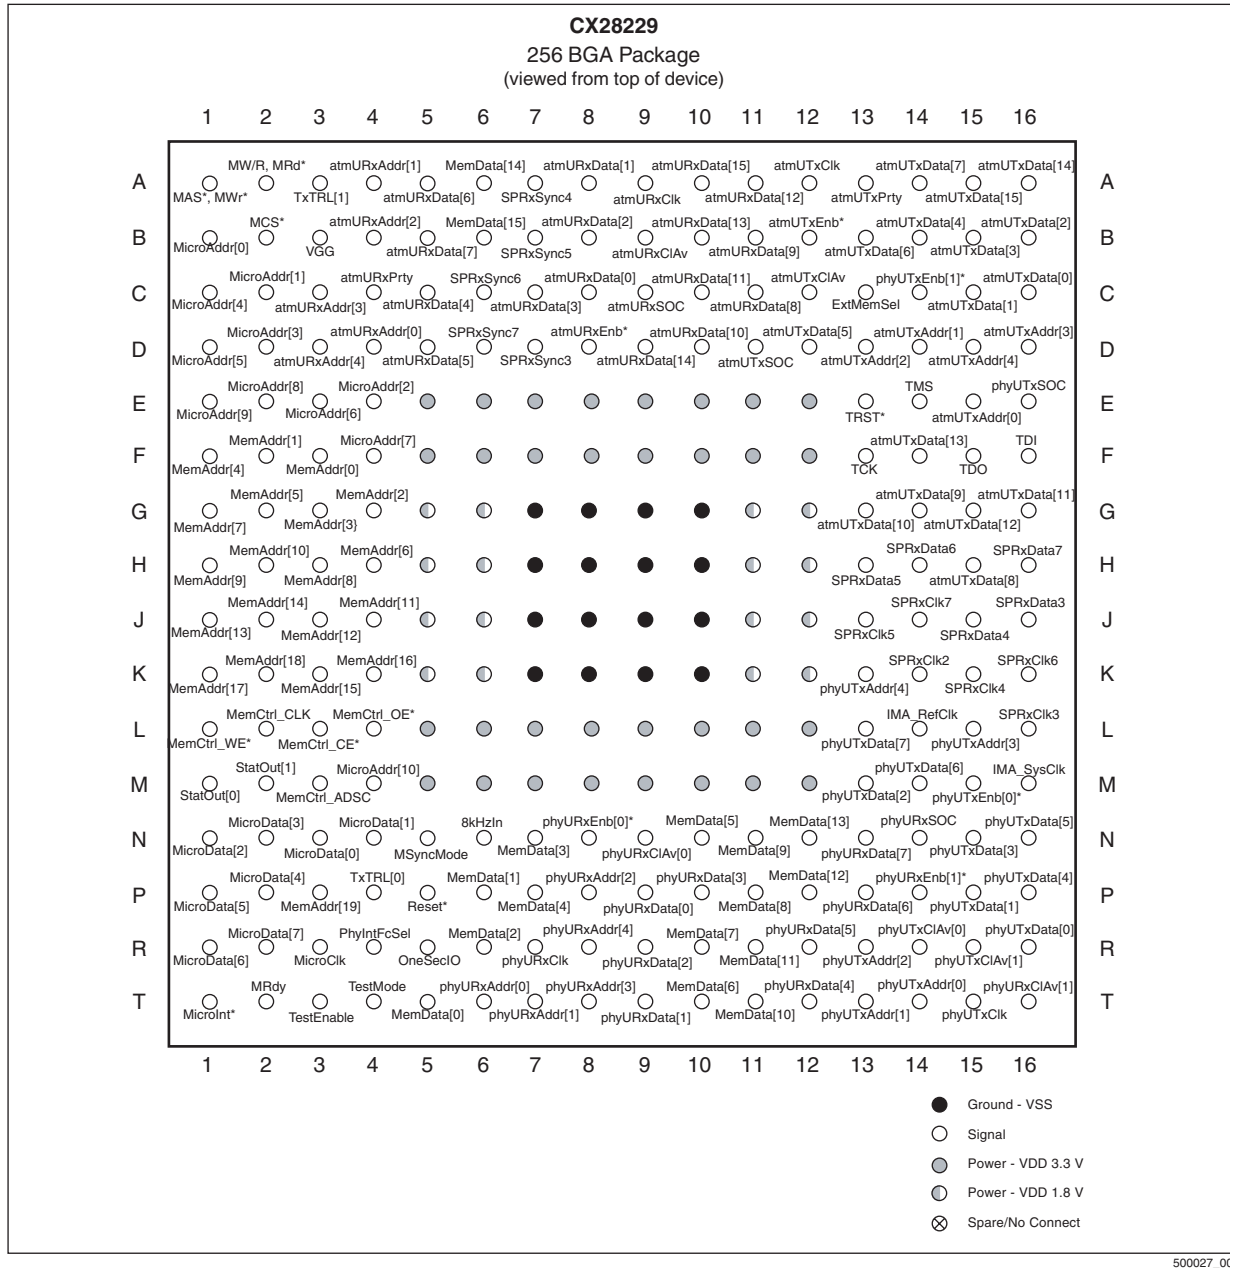 CX28229
256 BGA Package
(viewed from top of device)
1 2 3 4 5 6 7 8 9 10 11 12 13 14 15 16
MW/R, MRd* atmURxAddr[1] MemData[14] atmURxData[1] atmURxData[15] atmUTxClk atmUTxData[7] atmUTxData[14]
A A
MAS*, MWr* TxTRL[1] atmURxData[6] SPRxSync4 atmURxClk atmURxData[12] atmUTxPrty atmUTxData[15]
MCS* atmURxAddr[2] MemData[15] atmURxData[2] atmURxData[13] atmUTxEnb* atmUTxData[4] atmUTxData[2]
B B
MicroAddr[0] VGG atmURxData[7] SPRxSync5 atmURxClAv atmURxData[9] atmUTxData[6] atmUTxData[3]
MicroAddr[1] atmURxPrty SPRxSync6 atmURxData[0] atmURxData[11] atmUTxClAv phyUTxEnb[1]* atmUTxData[0]
C C
MicroAddr[4] atmURxAddr[3] atmURxData[4] atmURxData[3] atmURxSOC atmURxData[8] ExtMemSel atmUTxData[1]
MicroAddr[3] atmURxAddr[0] SPRxSync7 atmURxEnb* atmURxData[10] atmUTxData[5] atmUTxAddr[1] atmUTxAddr[3]
D D
MicroAddr[5] atmURxAddr[4] atmURxData[5] SPRxSync3 atmURxData[14] atmUTxSOC atmUTxAddr[2] atmUTxAddr[4]
MicroAddr[8] MicroAddr[2] TMS phyUTxSOC
E E
MicroAddr[9] MicroAddr[6] TRST* atmUTxAddr[0]
MemAddr[1] MicroAddr[7] atmUTxData[13] TDI
F F
MemAddr[4] MemAddr[0] TCK TDO
MemAddr[5] MemAddr[2] atmUTxData[9] atmUTxData[11]
G G
MemAddr[7] MemAddr[3} atmUTxData[10] atmUTxData[12]
MemAddr[10] MemAddr[6] SPRxData6 SPRxData7
H H
MemAddr[9] MemAddr[8] SPRxData5 atmUTxData[8]
MemAddr[14] MemAddr[11] SPRxClk7 SPRxData3
J J
MemAddr[13] MemAddr[12] SPRxClk5 SPRxData4
MemAddr[18] MemAddr[16] SPRxClk2 SPRxClk6
K K
MemAddr[17] MemAddr[15] phyUTxAddr[4] SPRxClk4
MemCtrl_CLK MemCtrl_OE* IMA_RefClk SPRxClk3
L L
MemCtrl_WE* MemCtrl_CE* phyUTxData[7] phyUTxAddr[3]
StatOut[1] MicroAddr[10] phyUTxData[6] IMA_SysClk
M M
StatOut[0] MemCtrl_ADSC phyUTxData[2] phyUTxEnb[0]*
MicroData[3] MicroData[1] 8kHzIn phyURxEnb[0]* MemData[5] MemData[13] phyURxSOC phyUTxData[5]
N N
MicroData[2] MicroData[0] MSyncMode MemData[3] phyURxClAv[0] MemData[9] phyURxData[7] phyUTxData[3]
MicroData[4] TxTRL[0] MemData[1] phyURxAddr[2] phyURxData[3] MemData[12] phyURxEnb[1]* phyUTxData[4]
P P
MicroData[5] MemAddr[19] Reset* MemData[4] phyURxData[0] MemData[8] phyURxData[6] phyUTxData[1]
MicroData[7] PhyIntFcSel MemData[2] phyURxAddr[4] MemData[7] phyURxData[5] phyUTxClAv[0] phyUTxData[0]
R R
MicroData[6] MicroClk OneSecIO phyURxClk phyURxData[2] MemData[11] phyUTxAddr[2] phyUTxClAv[1]
MRdy TestMode phyURxAddr[0] phyURxAddr[3] MemData[6] phyURxData[4] phyUTxAddr[0] phyURxClAv[1]
T T
MicroInt* TestEnable MemData[0] phyURxAddr[1] phyURxData[1] MemData[10] phyUTxAddr[1] phyUTxClk
1 2 3 4 5 6 7 8 9 10 11 12 13 14 15 16
Ground - VSS
Signal
Power - VDD 3.3 V
Power - VDD 1.8 V
Spare/No Connect